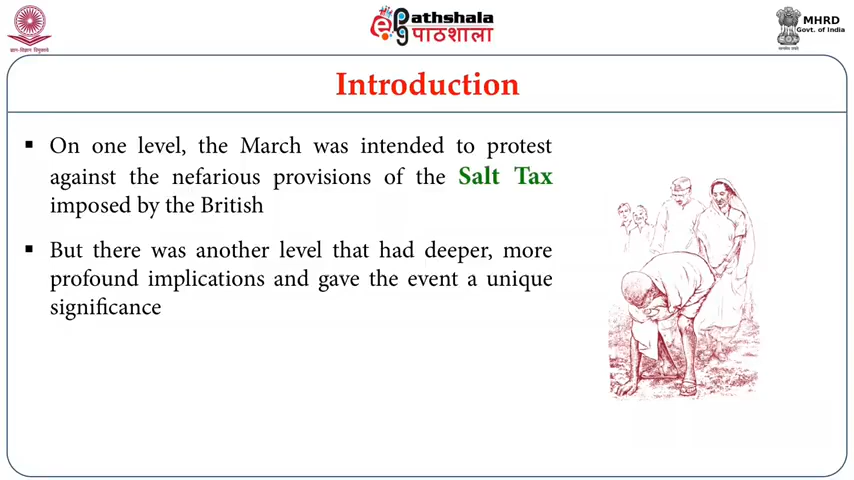 ePathshala
पाठशाला
MHRD
Govt. of India
Introduction
▪ On one level, the March was intended to protest
against the nefarious provisions of the Salt Tax
imposed by the British
▪ But there was another level that had deeper, more
profound implications and gave the event a unique
significance